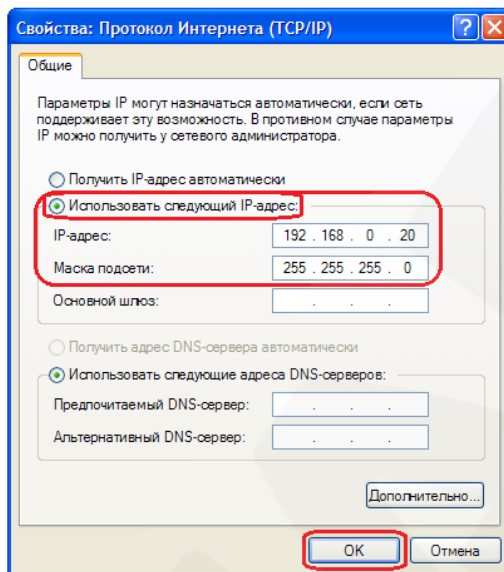 Свойства: Протокол Интернета (TCP/IP)
Общие
Параметры IP могут назначаться автоматически, если сеть
поддерживает эту возможность. В противном случае параметры
IP можно получить у сетевого администратора.
Получить IP-адрес автоматически
Использовать следующий IP-адрес:
IP-адрес: 192 . 168 . 0 . 20
Маска подсети: 255 . 255 . 255 . 0
Основной шлюз: . . .
Получить адрес DNS-сервера автоматически
Использовать следующие адреса DNS-серверов:
Предпочитаемый DNS-сервер: . . .
Альтернативный DNS-сервер: . . .
Дополнительно...
OK Отмена